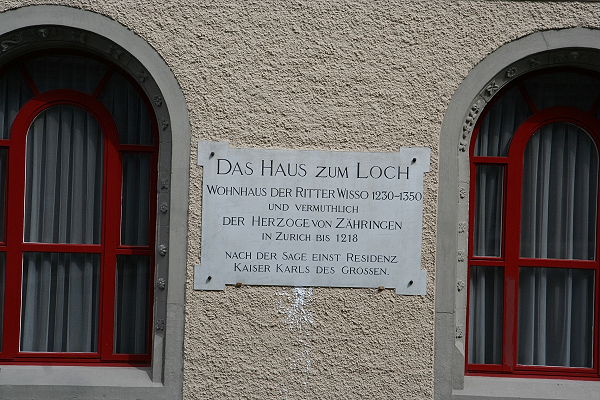 Das Haus zum Loch
Wohnhaus der Ritter Wisso 1230-1350
und vermuthlich
der Herzoge von Zähringen
in Zurich bis 1218
nach der Sage einst Residenz
Kaiser Karls des Grossen.